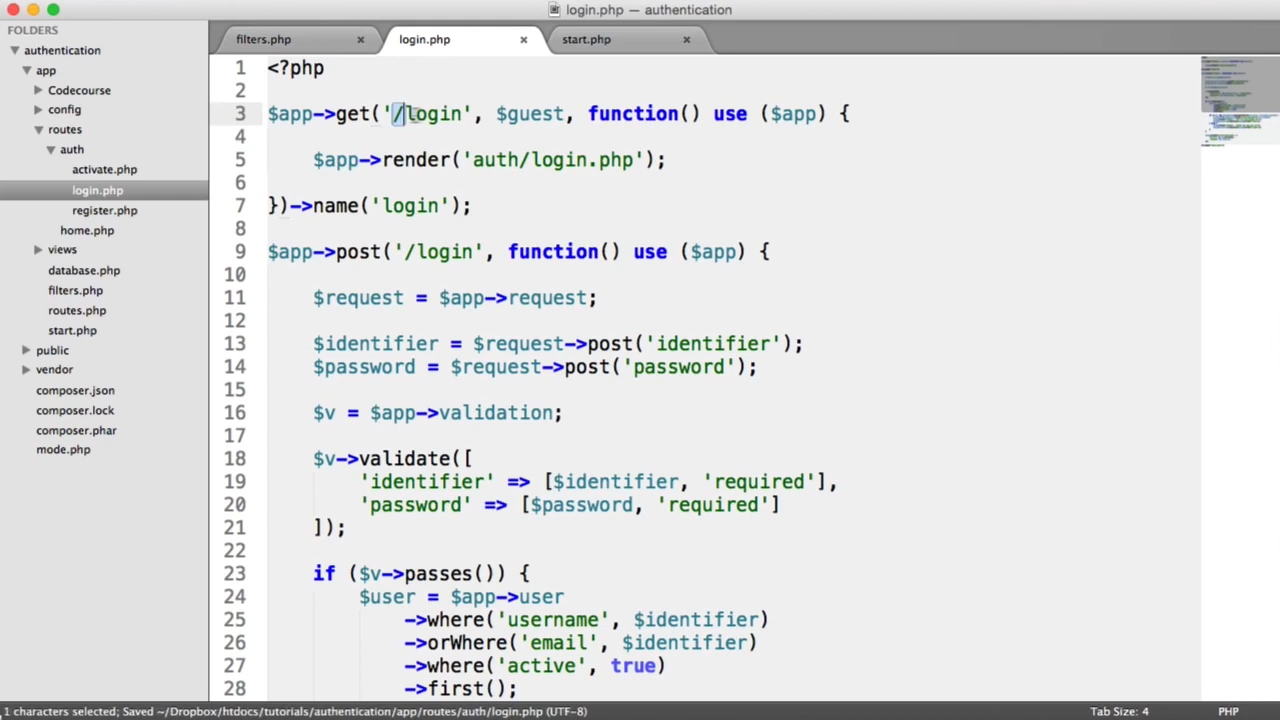 login.php — authentication
FOLDERS
authentication
app
Codecourse
config
routes
auth
activate.php
login.php
register.php
home.php
views
database.php
filters.php
routes.php
start.php
public
vendor
composer.json
composer.lock
composer.phar
mode.php
filters.php × login.php × start.php ×
1 <?php
2
3 $app->get('/login', $guest, function() use ($app) {
4
5 $app->render('auth/login.php');
6
7 })->name('login');
8
9 $app->post('/login', function() use ($app) {
10
11 $request = $app->request;
12
13 $identifier = $request->post('identifier');
14 $password = $request->post('password');
15
16 $v = $app->validation;
17
18 $v->validate([
19 'identifier' => [$identifier, 'required'],
20 'password' => [$password, 'required']
21 ]);
22
23 if ($v->passes()) {
24 $user = $app->user
25 ->where('username', $identifier)
26 ->orWhere('email', $identifier)
27 ->where('active', true)
28 ->first();
1 characters selected; Saved ~/Dropbox/htdocs/tutorials/authentication/app/routes/auth/login.php (UTF-8) Tab Size: 4 PHP